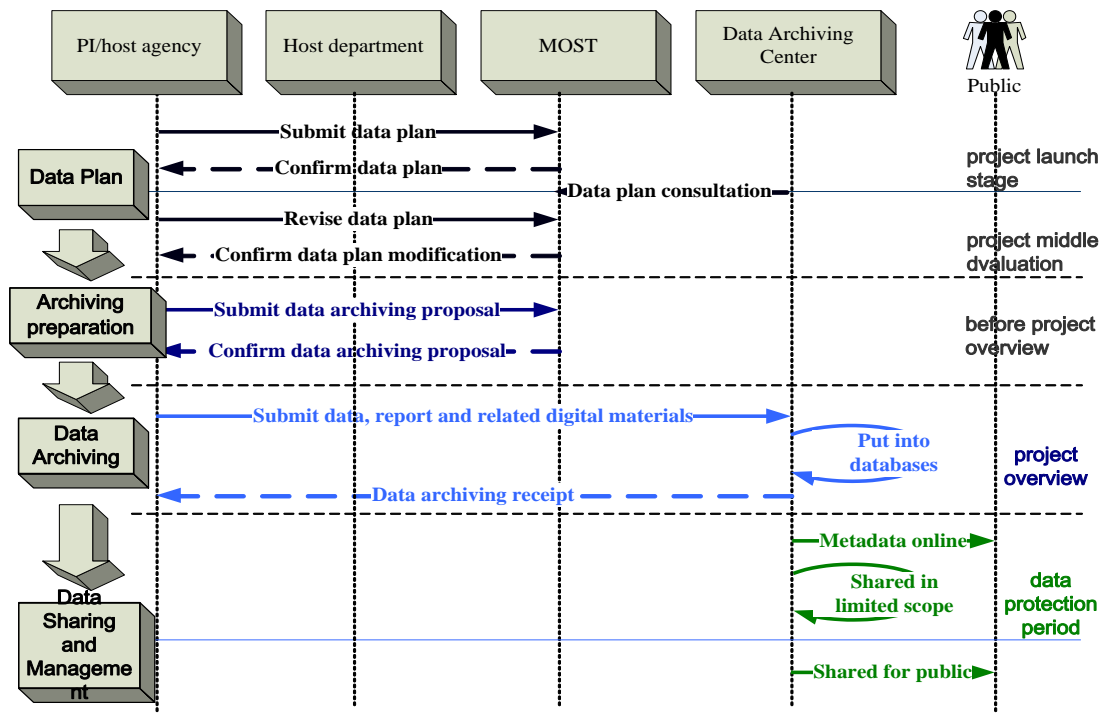 PI/host agency
Host department
MOST
Data Archiving
Center
Public
Submit data plan
Confirm data plan
project launch
stage
Data Plan
Data plan consultation
Revise data plan
Confirm data plan modification
project middle
dvaluation
Archiving
preparation
Submit data archiving proposal
Confirm data archiving proposal
before project
overview
Submit data, report and related digital materials
Data
Archiving
Put into
databases
project
overview
Data archiving receipt
Metadata online
Shared in
limited scope
data
protection
period
Data
Sharing
and
Manageme
nt
Shared for public